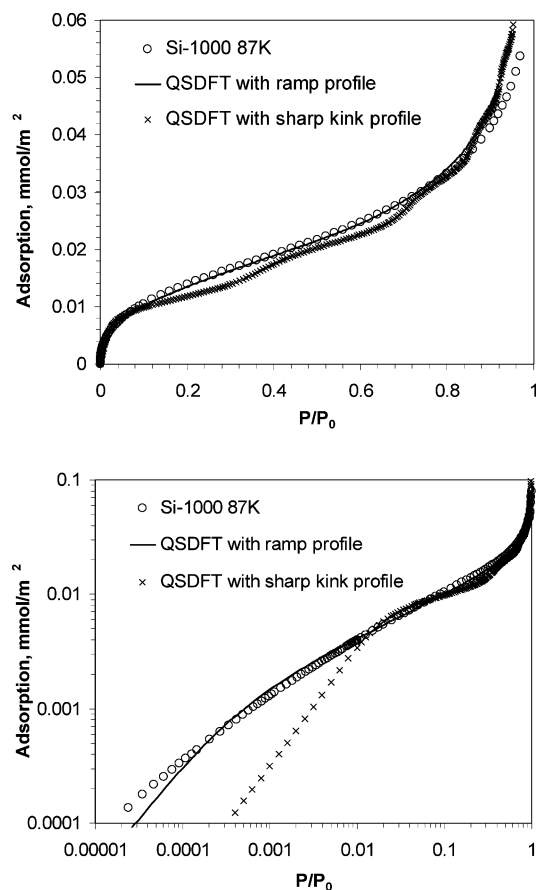 0.06
0.05
0.04
0.03
0.02
0.01
0
Adsorption, mmol/m²
Si-1000 87K
QSDFT with ramp profile
QSDFT with sharp kink profile
0 0.2 0.4 0.6 0.8 1
P/P₀
0.1
0.01
0.001
0.0001
Adsorption, mmol/m²
Si-1000 87K
QSDFT with ramp profile
QSDFT with sharp kink profile
0.00001 0.0001 0.001 0.01 0.1 1
P/P₀